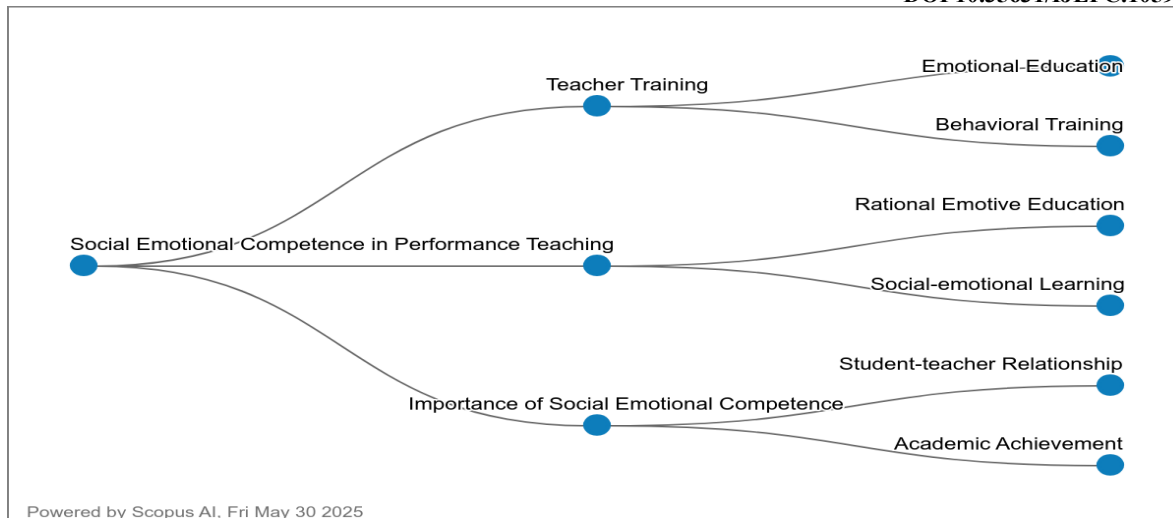 Emotional Education
Teacher Training
Behavioral Training
Rational Emotive Education
Social Emotional Competence in Performance Teaching
Social-emotional Learning
Student-teacher Relationship
Importance of Social Emotional Competence
Academic Achievement
Powered by Scopus AI, Fri May 30 2025